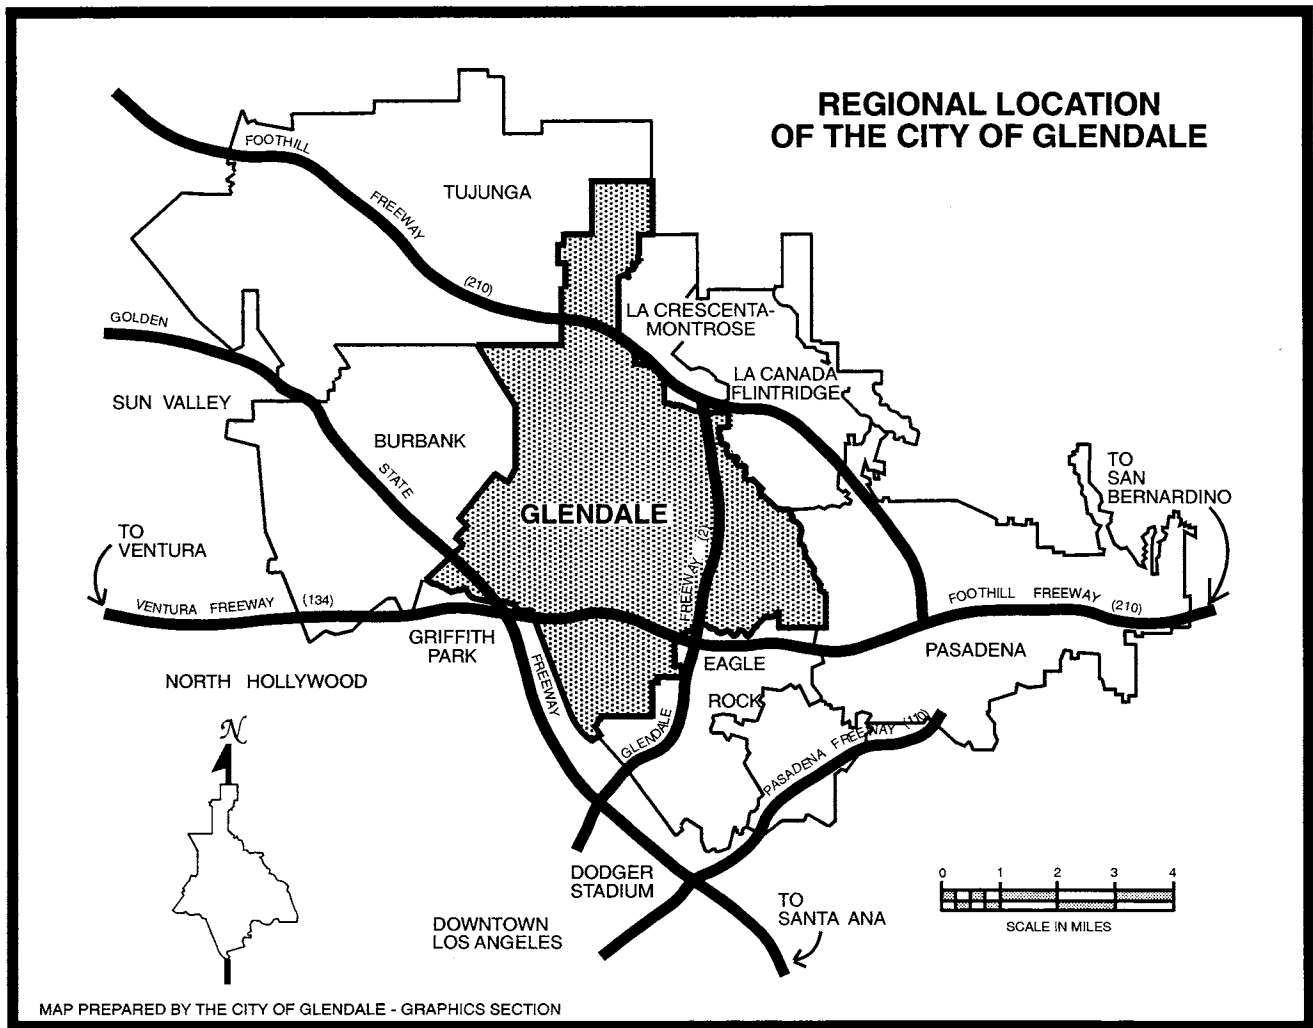 REGIONAL LOCATION
OF THE CITY OF GLENDALE
FOOTHILL
FREEWAY
(210)
TUJUNGA
GOLDEN
LA CRESCENTA-
MONTROSE
LA CANADA
FLINTRIDGE
SUN VALLEY
BURBANK
STATE
TO
SAN
BERNARDINO
GLENDALE
TO
VENTURA
FREEWAY (2)
VENTURA FREEWAY (134)
FOOTHILL FREEWAY (210)
GRIFFITH
PARK
EAGLE
ROCK
PASADENA
NORTH HOLLYWOOD
FREEWAY
GLENDALE
PASADENA FREEWAY (110)
N
DODGER
STADIUM
DOWNTOWN
LOS ANGELES
TO
SANTA ANA
0 1 2 3 4
SCALE IN MILES
MAP PREPARED BY THE CITY OF GLENDALE - GRAPHICS SECTION